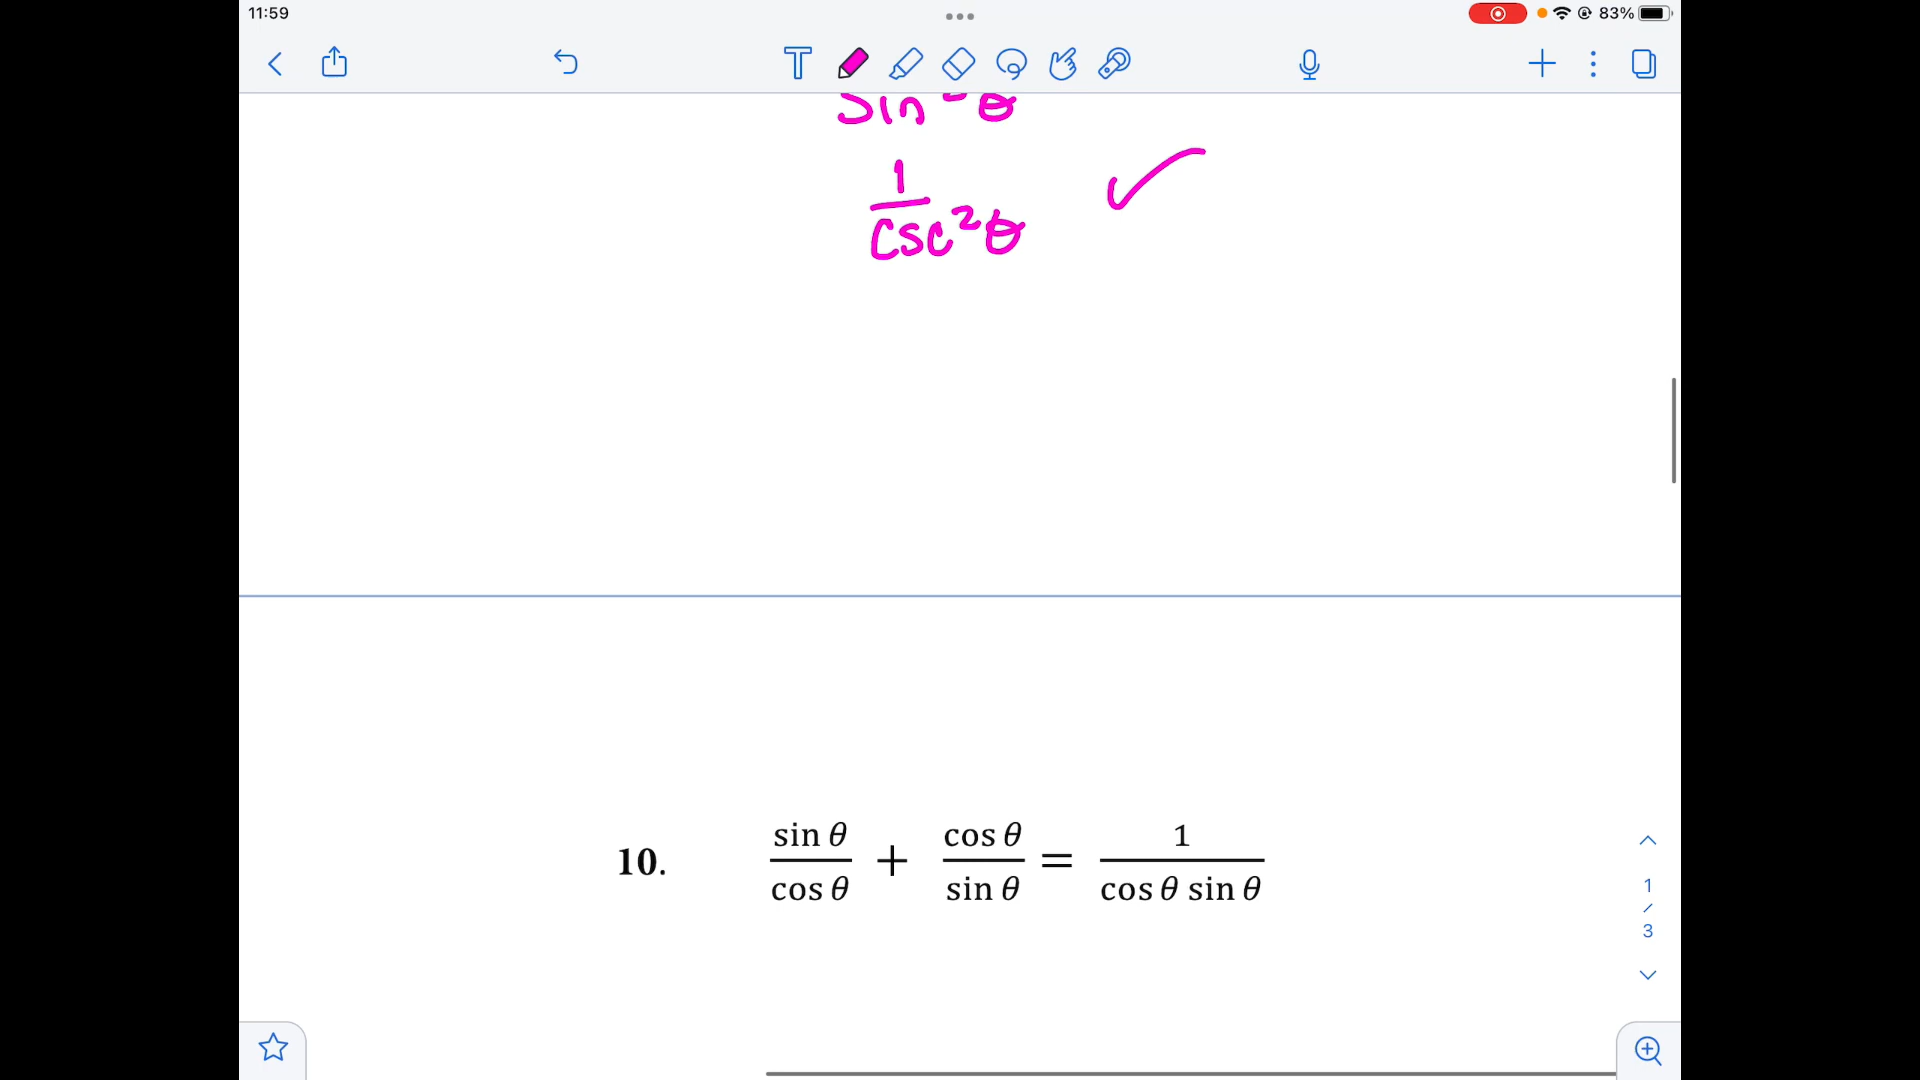 11:59
83%
T
sin²θ
1
csc²θ
10. sin θ / cos θ + cos θ / sin θ = 1 / cos θ sin θ
1
/
3